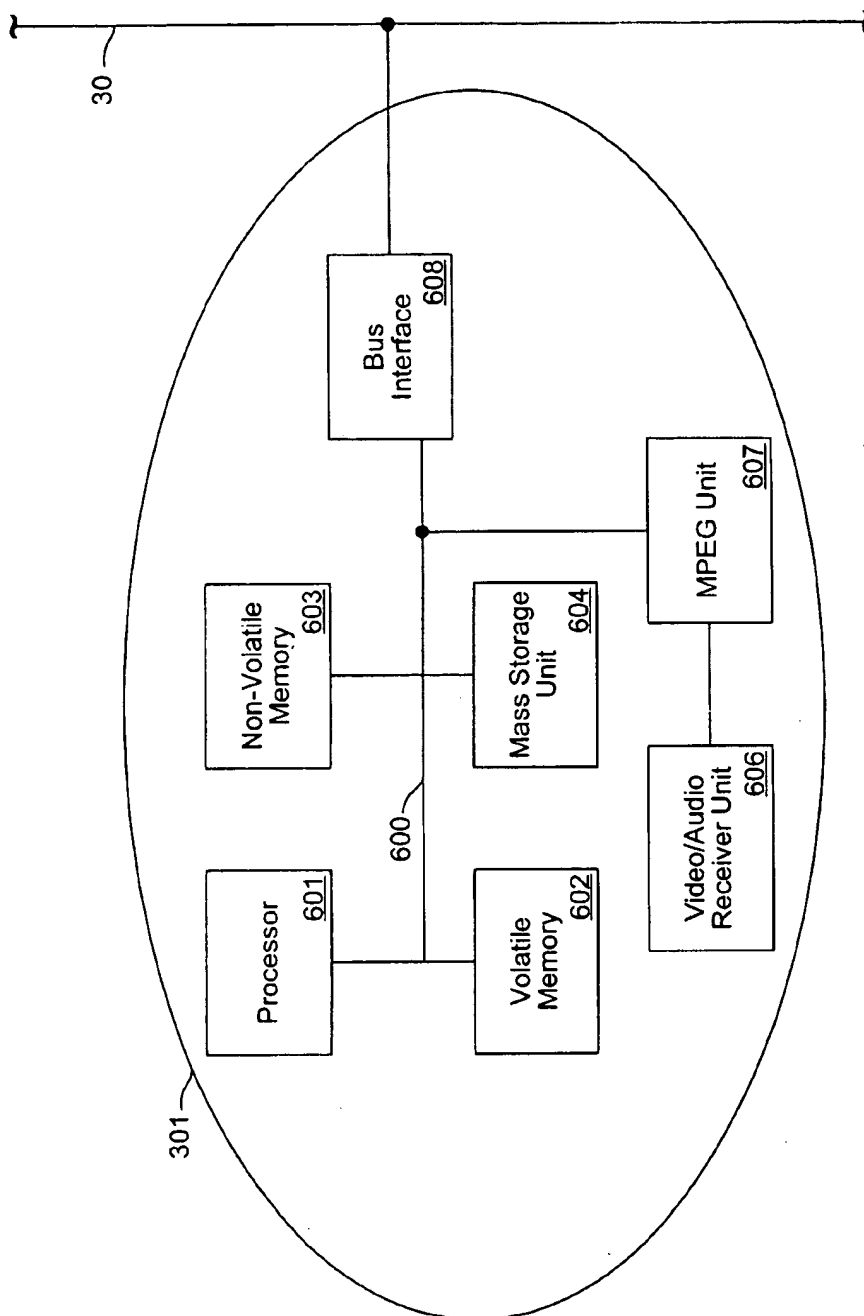 30
301
Processor
601
Non-Volatile
Memory
603
Bus
Interface
608
600
Volatile
Memory
602
Mass Storage
Unit
604
Video/Audio
Receiver Unit
606
MPEG Unit
607